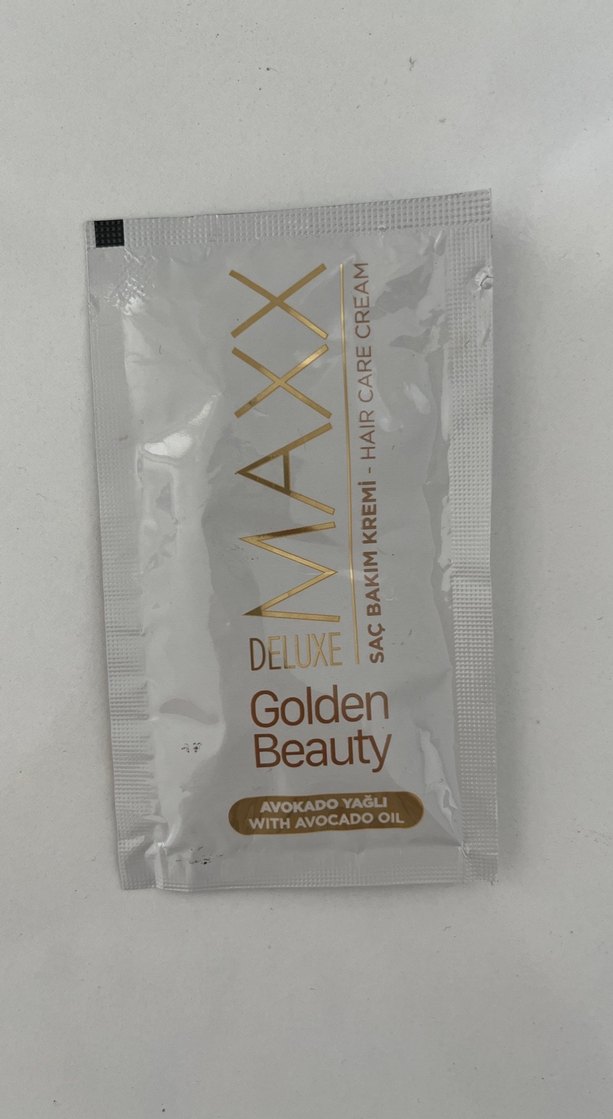 MAXX
DELUXE
SAÇ BAKIM KREMİ - HAIR CARE CREAM
Golden
Beauty
AVOKADO YAĞLI
WITH AVOCADO OIL